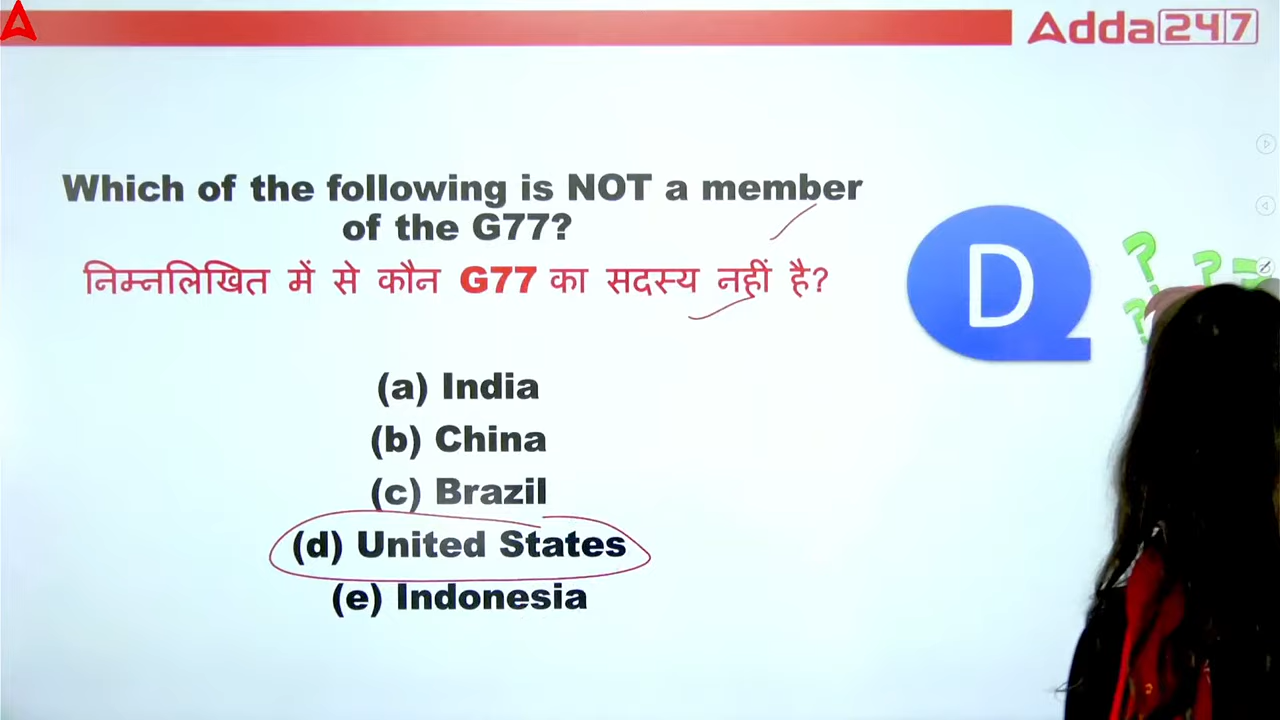 Adda247
Which of the following is NOT a member
of the G77?
निम्नलिखित में से कौन G77 का सदस्य नहीं है?
D
(a) India
(b) China
(c) Brazil
(d) United States
(e) Indonesia